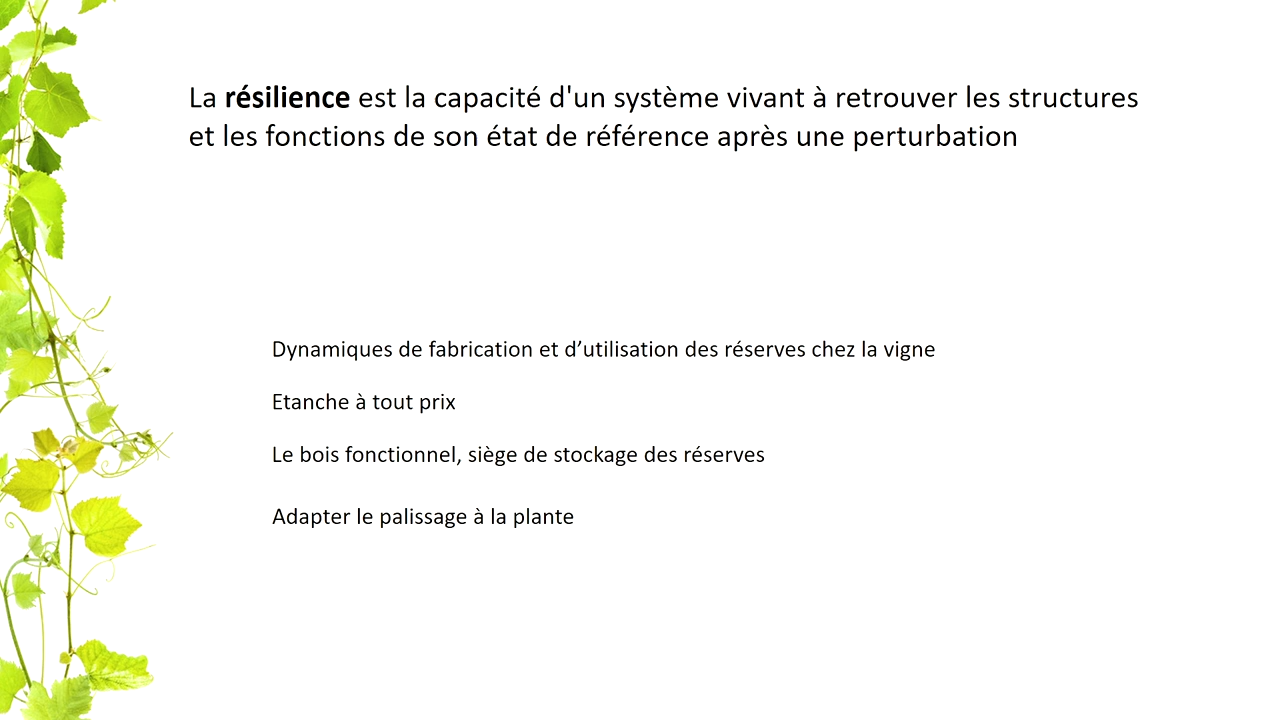 La résilience est la capacité d'un système vivant à retrouver les structures
et les fonctions de son état de référence après une perturbation
Dynamiques de fabrication et d’utilisation des réserves chez la vigne
Etanche à tout prix
Le bois fonctionnel, siège de stockage des réserves
Adapter le palissage à la plante